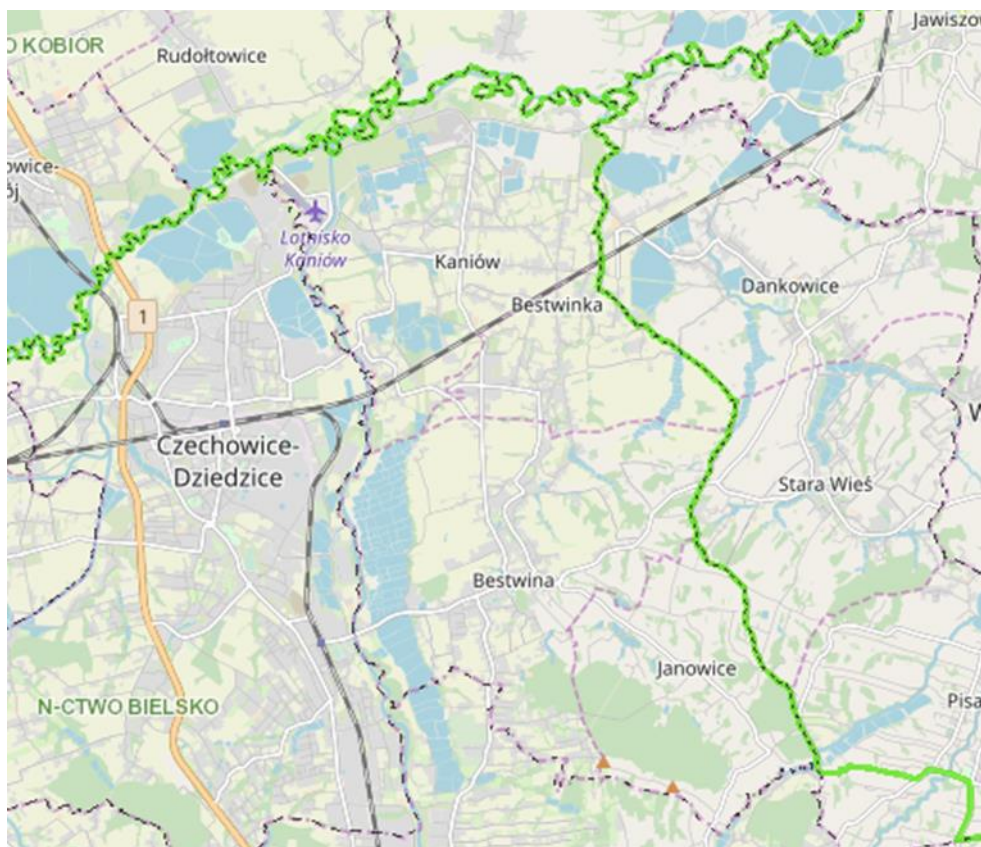 Jawiszow
O KOBIÓR
Rudołtowice
owice-
ój
Lotnisko
Kaniów
Kaniów
Dankowice
Bestwinka
1
W
Czechowice-
Dziedzice
Stara Wieś
Bestwina
Janowice
N-CTWO BIELSKO
Pisa